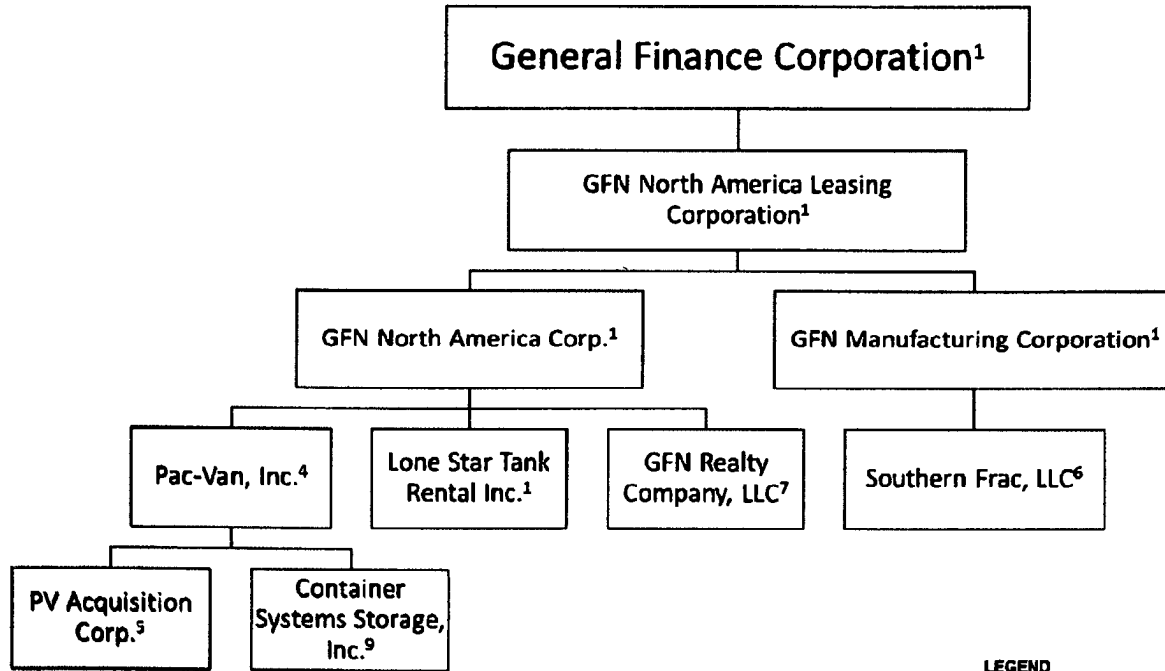 General Finance Corporation¹
GFN North America Leasing
Corporation¹
GFN North America Corp.¹
GFN Manufacturing Corporation¹
Pac-Van, Inc.⁴
Lone Star Tank
Rental Inc.¹
GFN Realty
Company, LLC⁷
Southern Frac, LLC⁶
PV Acquisition
Corp.⁵
Container
Systems Storage,
Inc.⁹
LEGEND